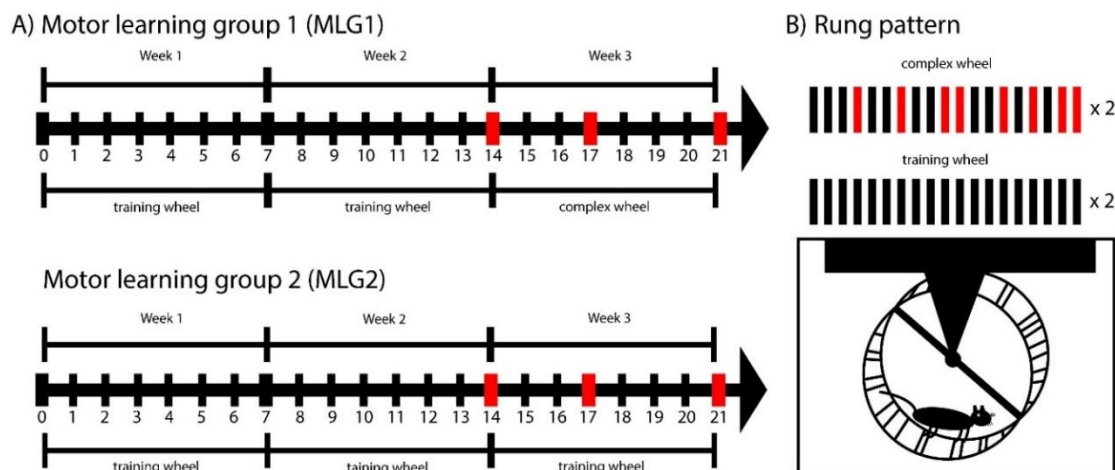 A) Motor learning group 1 (MLG1)
Week 1 Week 2 Week 3
0 1 2 3 4 5 6 7 8 9 10 11 12 13 14 15 16 17 18 19 20 21
training wheel training wheel complex wheel
Motor learning group 2 (MLG2)
Week 1 Week 2 Week 3
0 1 2 3 4 5 6 7 8 9 10 11 12 13 14 15 16 17 18 19 20 21
training wheel taining wheel training wheel
B) Rung pattern
complex wheel
x 2
training wheel
x 2